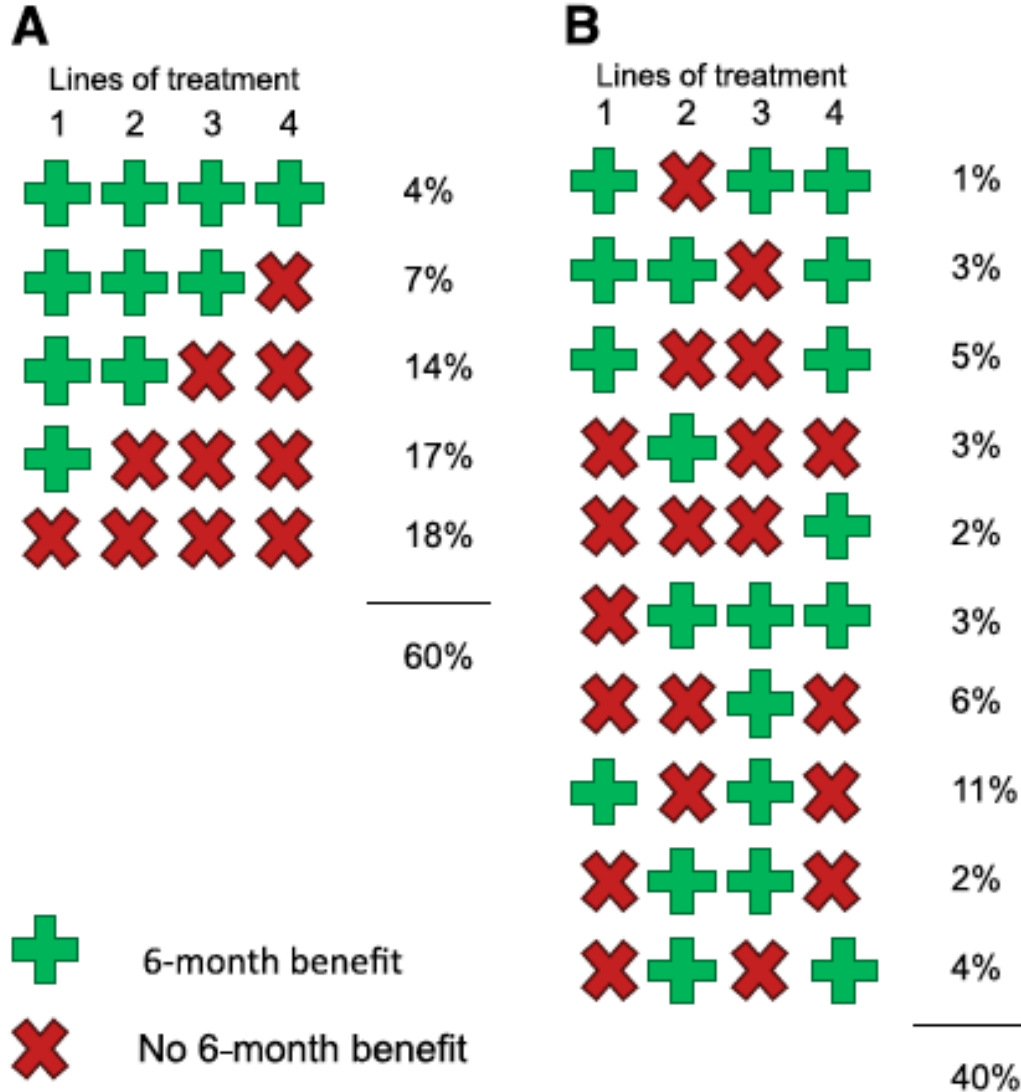 A
Lines of treatment
1 2 3 4
4%
7%
14%
17%
18%
60%
6-month benefit
No 6-month benefit
B
Lines of treatment
1 2 3 4
1%
3%
5%
3%
2%
3%
6%
11%
2%
4%
40%